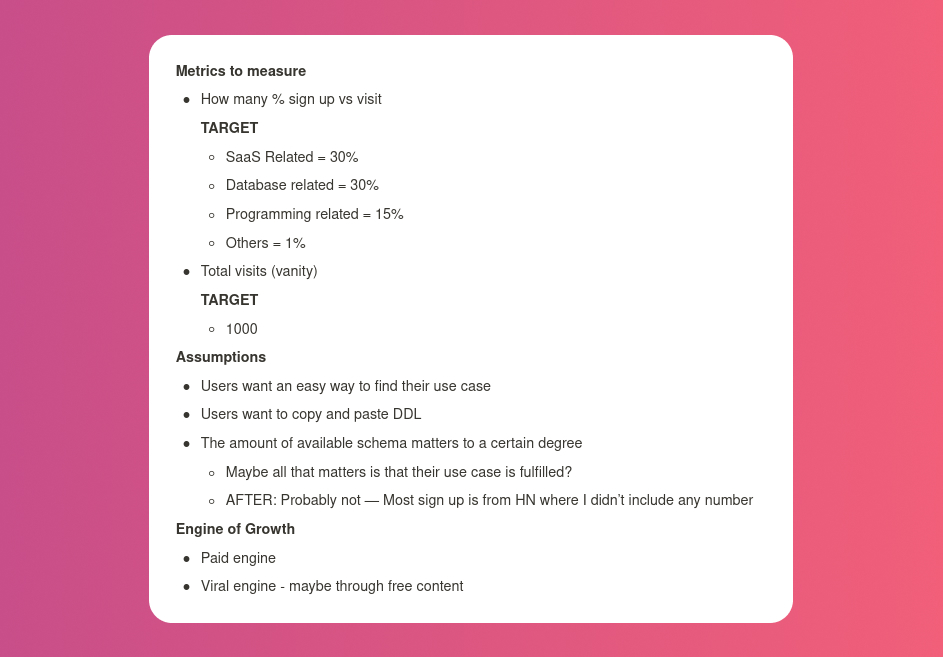 Metrics to measure
● How many % sign up vs visit
TARGET
○ SaaS Related = 30%
○ Database related = 30%
○ Programming related = 15%
○ Others = 1%
● Total visits (vanity)
TARGET
○ 1000
Assumptions
● Users want an easy way to find their use case
● Users want to copy and paste DDL
● The amount of available schema matters to a certain degree
○ Maybe all that matters is that their use case is fulfilled?
○ AFTER: Probably not — Most sign up is from HN where I didn’t include any number
Engine of Growth
● Paid engine
● Viral engine - maybe through free content